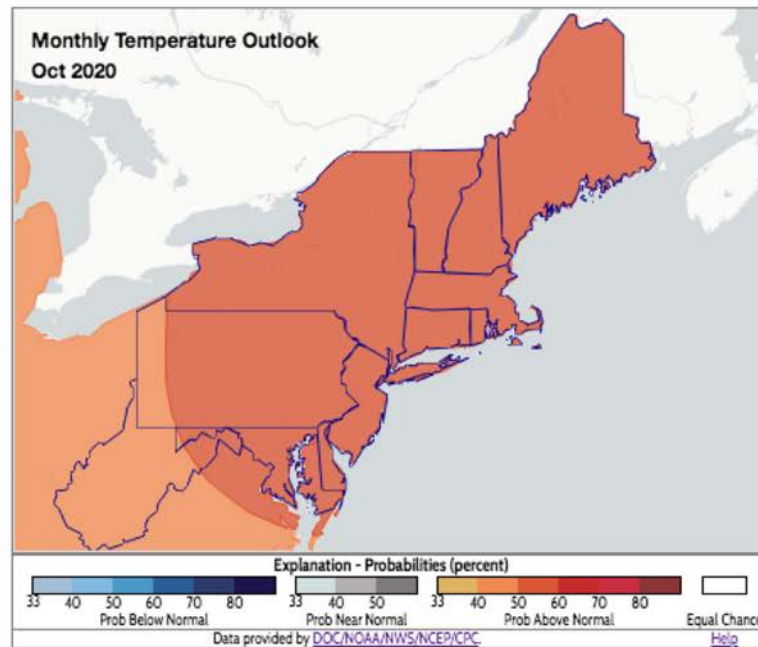 Monthly Temperature Outlook
Oct 2020
Explanation - Probabilities (percent)
33 40 50 60 70 80 33 40 50 33 40 50 60 70 80
Prob Below Normal Prob Near Normal Prob Above Normal Equal Chance
Data provided by DOC/NOAA/NWS/NCEP/CPC. Help